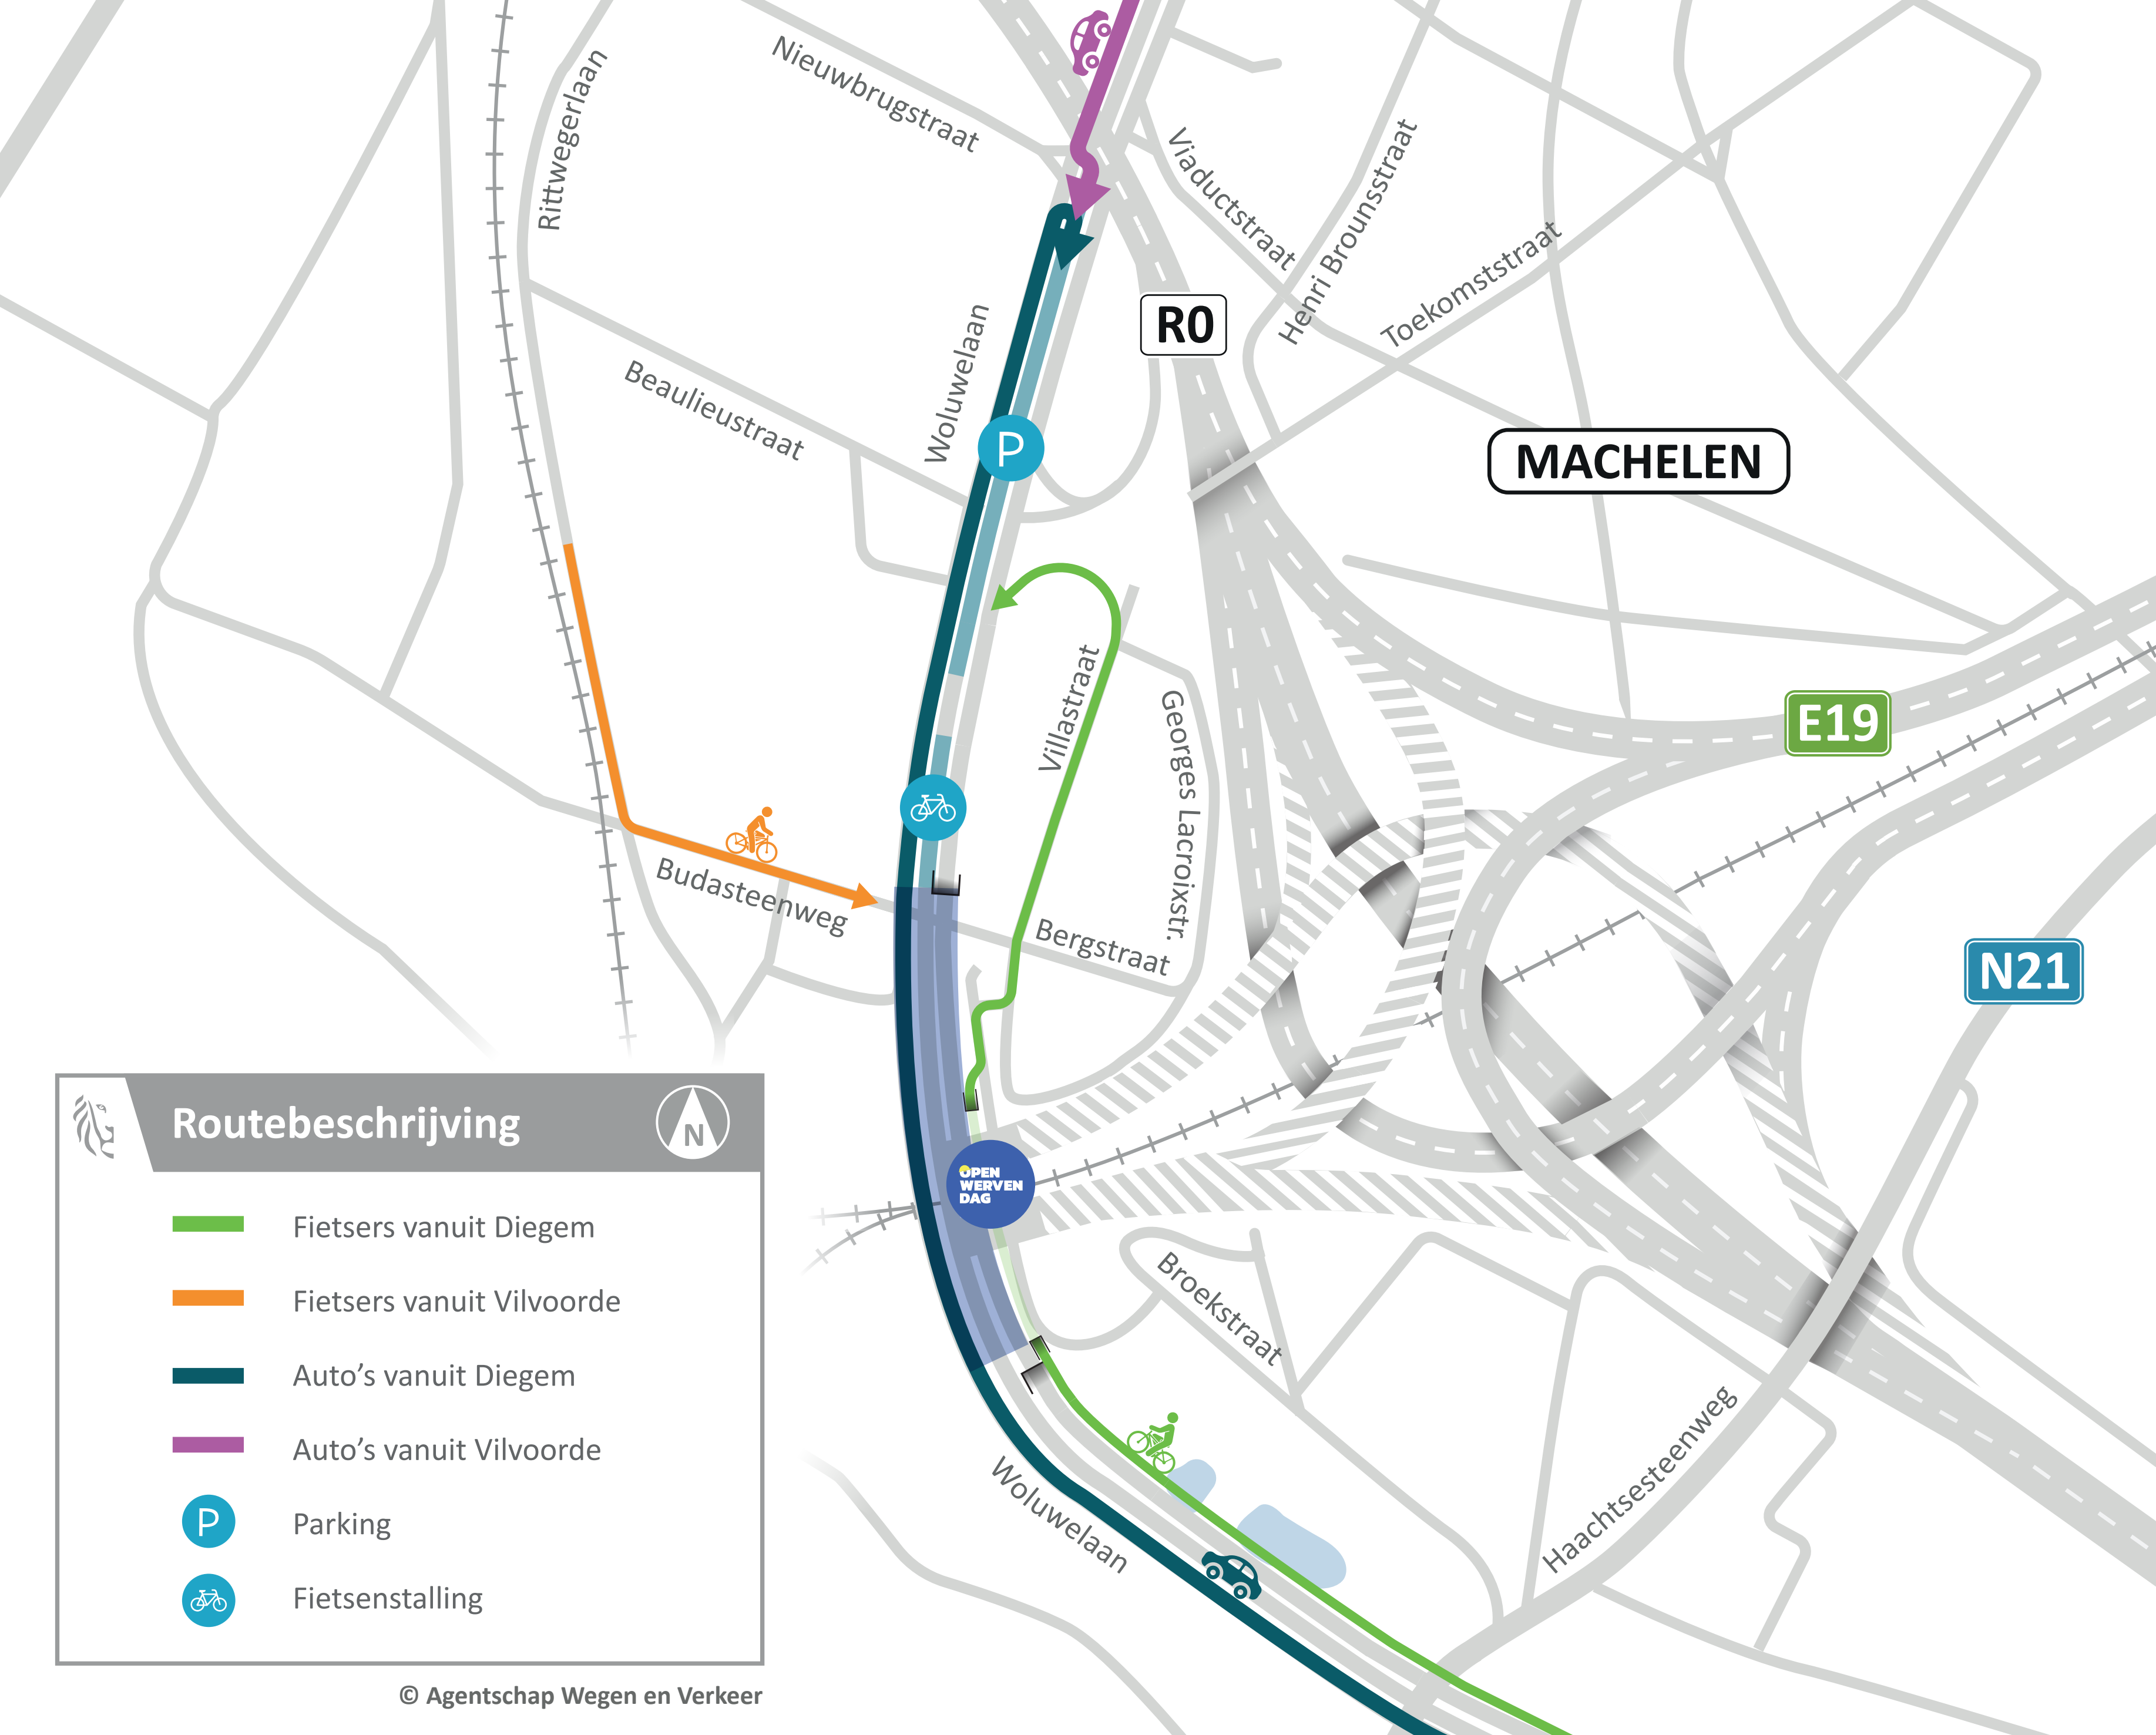 Nieuwbrugstraat
Rittwegerlaan
Viaductstraat
Henri Brounsstraat
Toekomststraat
R0
Woluwelaan
Beaulieustraat
P
MACHELEN
Villastraat
Georges Lacroixstr.
E19
Budasteenweg
Bergstraat
N21
OPEN
WERVEN
DAG
Broekstraat
Haachtsesteenweg
Woluwelaan
Routebeschrijving
N
Fietsers vanuit Diegem
Fietsers vanuit Vilvoorde
Auto’s vanuit Diegem
Auto’s vanuit Vilvoorde
P
Parking
Fietsenstalling
© Agentschap Wegen en Verkeer